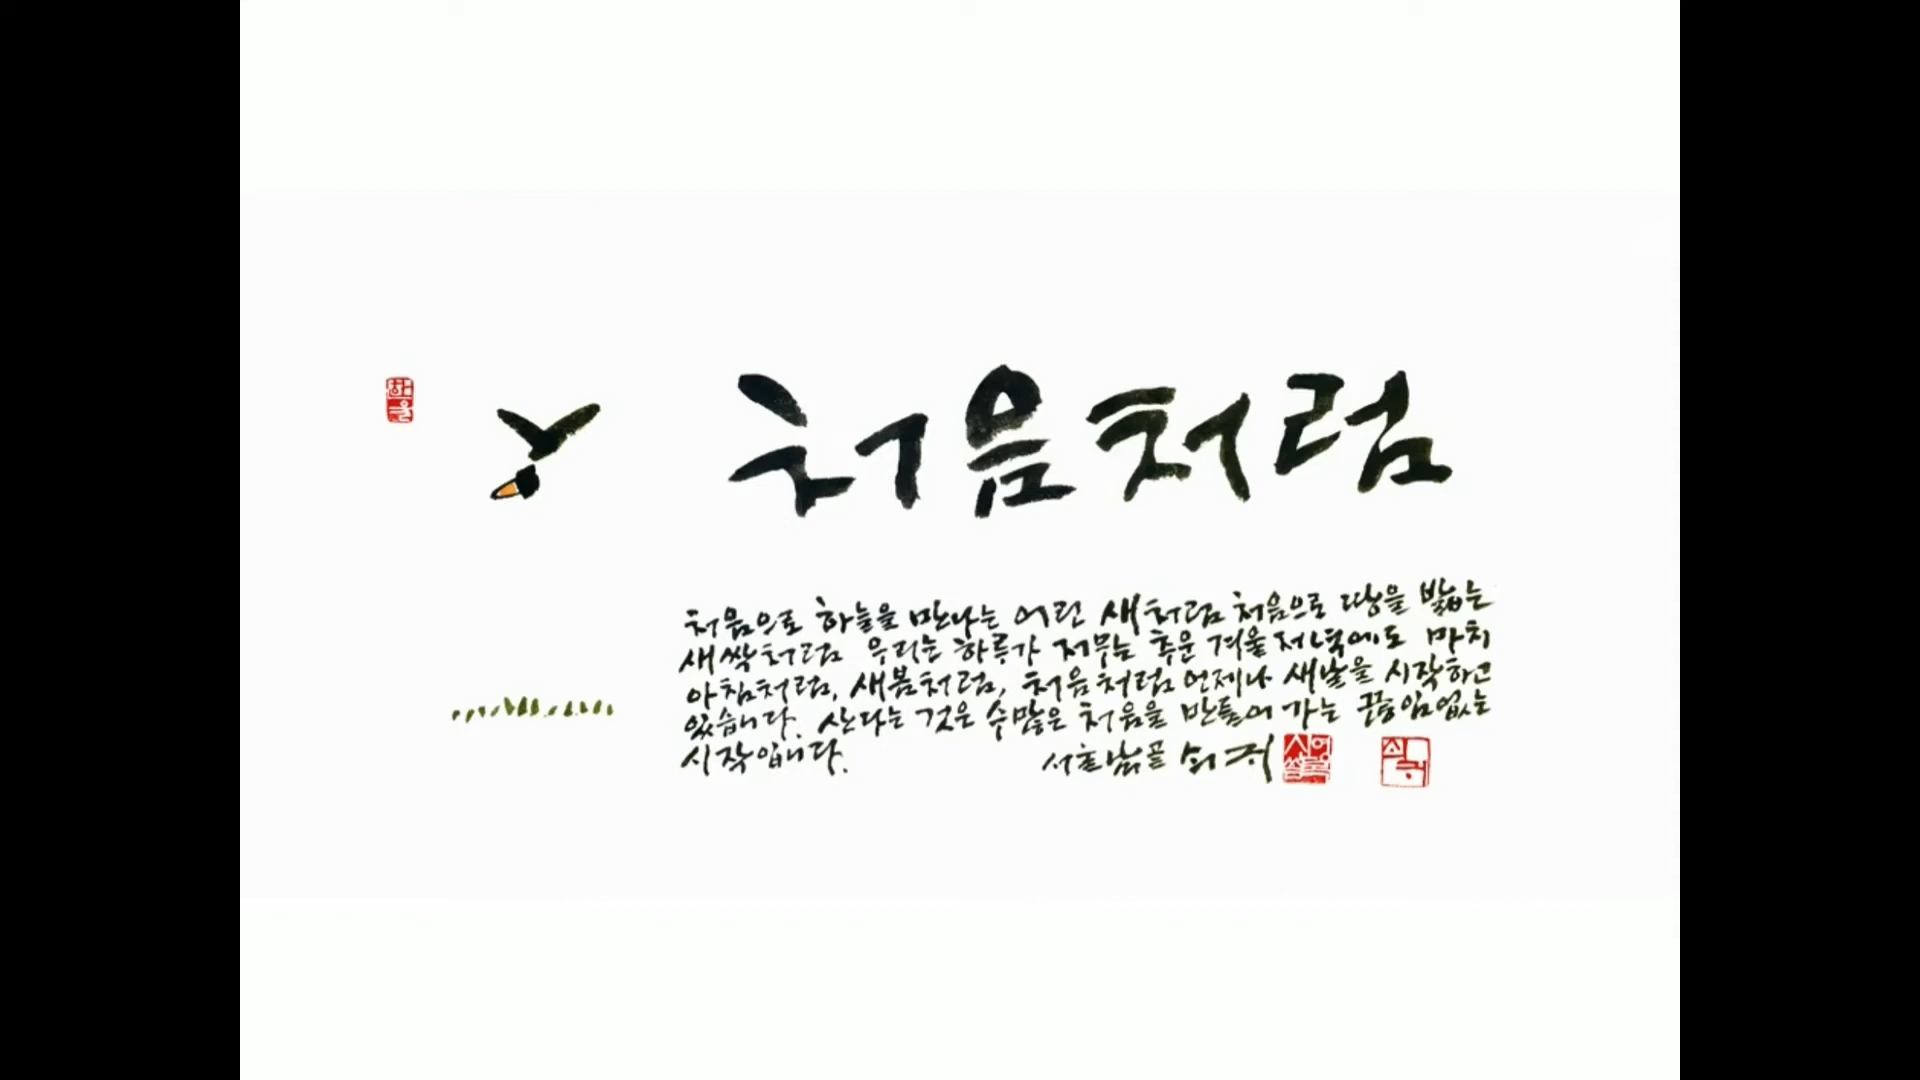 처음처럼
처음으로 하늘을 만나는 어린 새처럼 처음으로 땅을 밟는
새싹처럼 우리는 하루가 저무는 추운 겨울 저녁에도 마치
아침처럼, 새봄처럼, 처음처럼 언제나 새날을 시작하고
있습니다. 산다는 것은 수많은 처음을 만들어 가는 끊임없는
시작입니다.